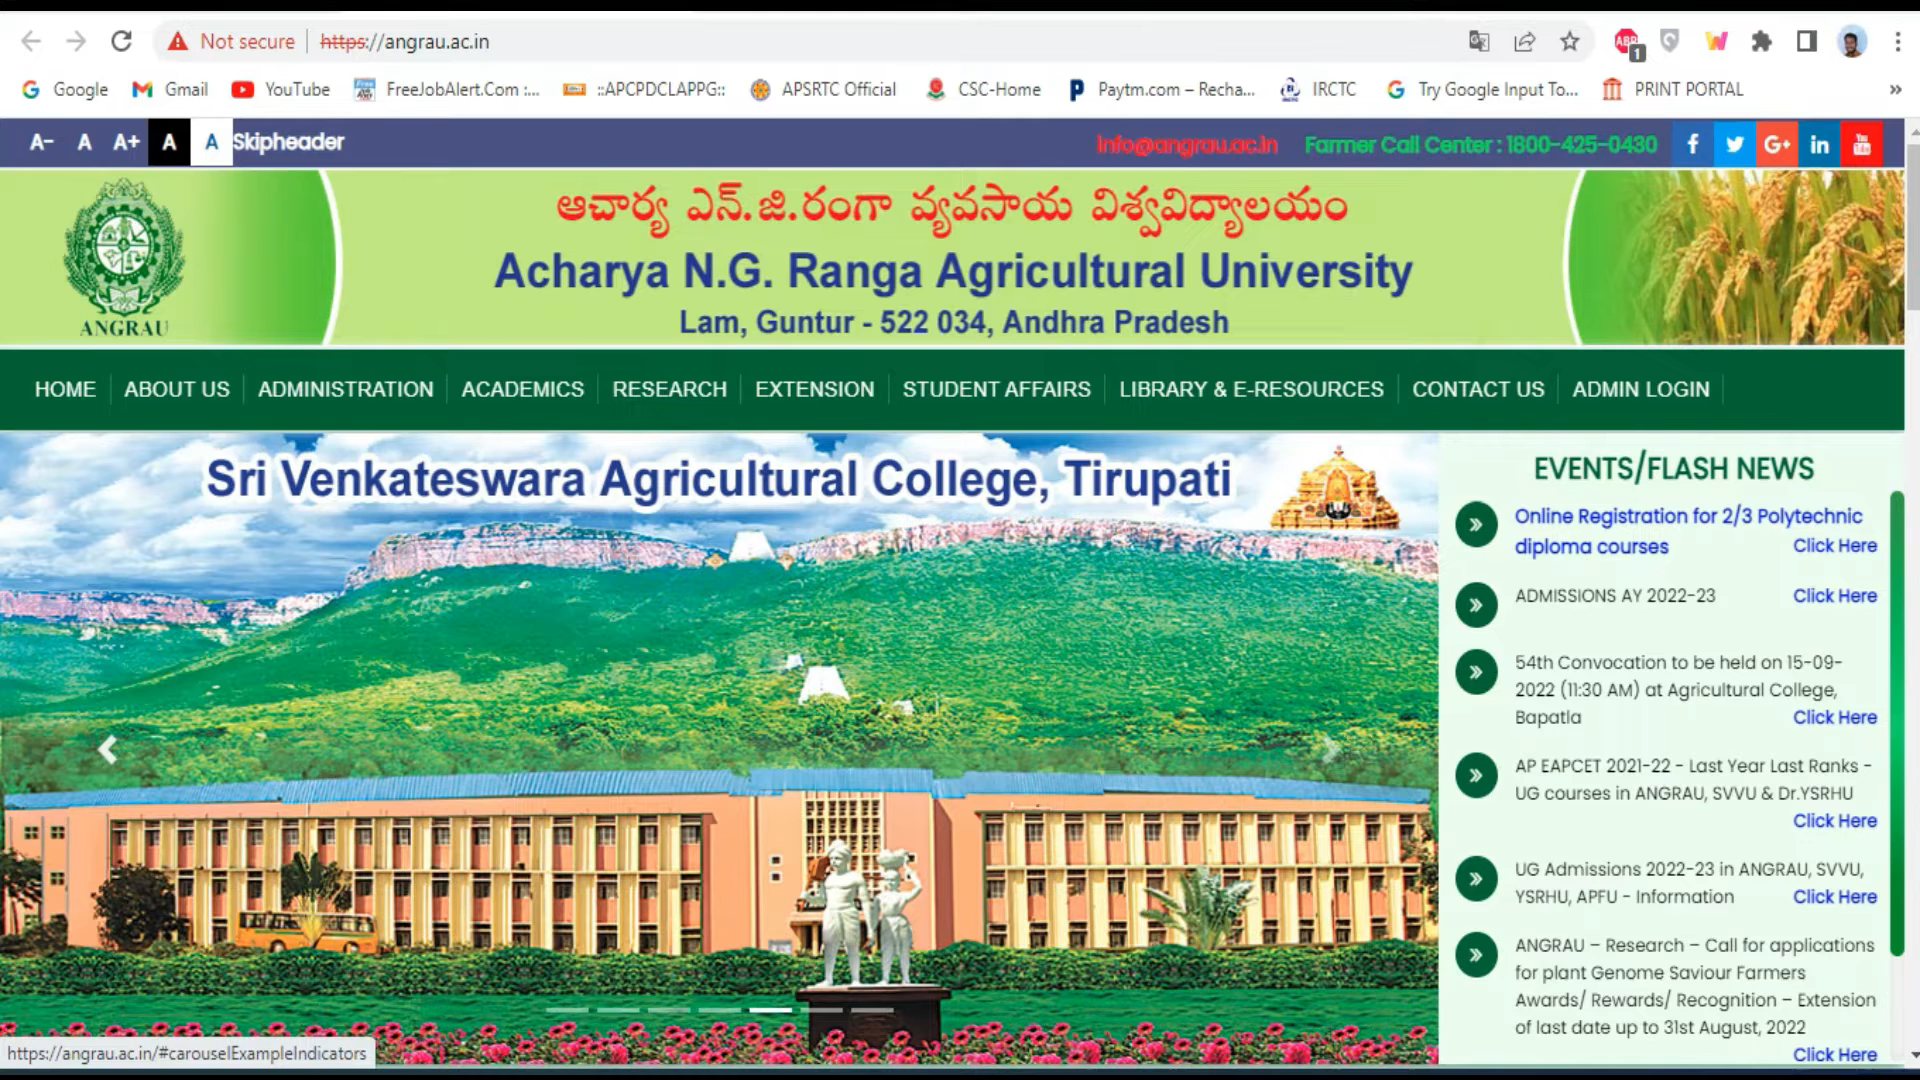 Not secure https://angrau.ac.in
ABP 1
Google Gmail YouTube FreeJobAlert.Com :... ::APCPDCLAPPG:: APSRTC Official CSC-Home Paytm.com – Recha... IRCTC Try Google Input To... PRINT PORTAL »
A- A A+ A A Skipheader info@angrau.ac.in Farmer Call Center : 1800-425-0430
ఆచార్య ఎన్.జి.రంగా వ్యవసాయ విశ్వవిద్యాలయం
Acharya N.G. Ranga Agricultural University
Lam, Guntur - 522 034, Andhra Pradesh
ANGRAU
HOME ABOUT US ADMINISTRATION ACADEMICS RESEARCH EXTENSION STUDENT AFFAIRS LIBRARY & E-RESOURCES CONTACT US ADMIN LOGIN
Sri Venkateswara Agricultural College, Tirupati
EVENTS/FLASH NEWS
Online Registration for 2/3 Polytechnic
diploma courses Click Here
ADMISSIONS AY 2022-23 Click Here
54th Convocation to be held on 15-09-
2022 (11:30 AM) at Agricultural College,
Bapatla Click Here
AP EAPCET 2021-22 - Last Year Last Ranks -
UG courses in ANGRAU, SVVU & Dr.YSRHU
Click Here
UG Admissions 2022-23 in ANGRAU, SVVU,
YSRHU, APFU - Information Click Here
ANGRAU – Research – Call for applications
for plant Genome Saviour Farmers
Awards/ Rewards/ Recognition – Extension
of last date up to 31st August, 2022
Click Here
https://angrau.ac.in/#carouselExampleIndicators